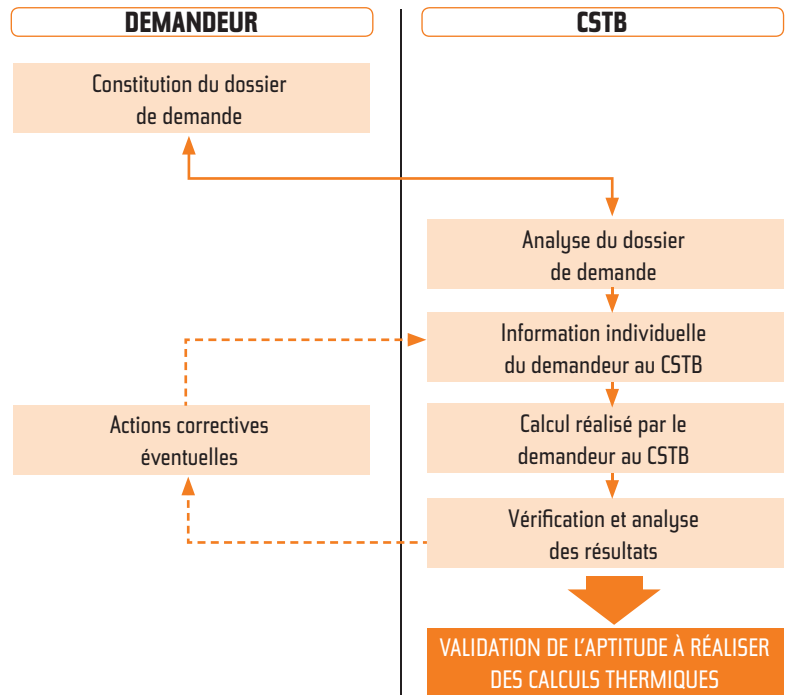 DEMANDEUR
CSTB
Constitution du dossier
de demande
Analyse du dossier
de demande
Information individuelle
du demandeur au CSTB
Actions correctives
éventuelles
Calcul réalisé par le
demandeur au CSTB
Vérification et analyse
des résultats
VALIDATION DE L'APTITUDE À RÉALISER
DES CALCULS THERMIQUES